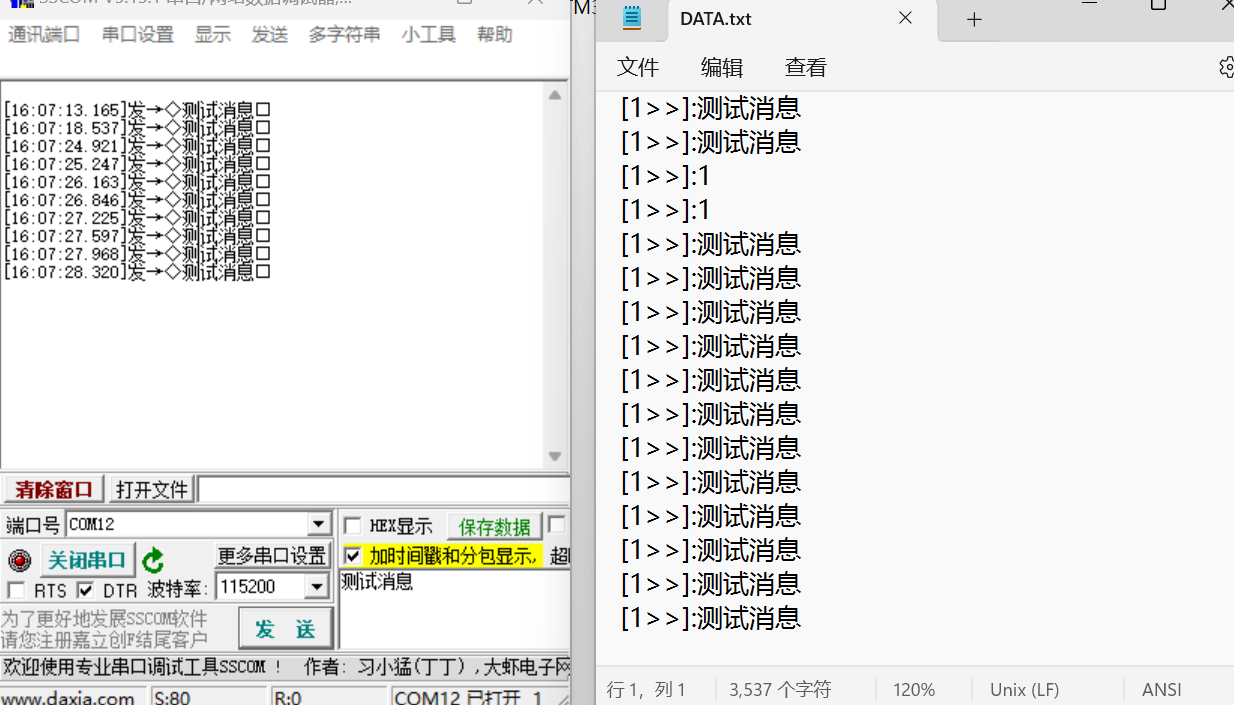 SSCOM V5.13.1 串口/网络数据调试器,...
通讯端口 串口设置 显示 发送 多字符串 小工具 帮助
[16:07:13.165]发→◇测试消息□
[16:07:18.537]发→◇测试消息□
[16:07:24.921]发→◇测试消息□
[16:07:25.247]发→◇测试消息□
[16:07:26.163]发→◇测试消息□
[16:07:26.846]发→◇测试消息□
[16:07:27.225]发→◇测试消息□
[16:07:27.597]发→◇测试消息□
[16:07:27.968]发→◇测试消息□
[16:07:28.320]发→◇测试消息□
清除窗口 打开文件
端口号 COM12 HEX显示 保存数据
关闭串口 更多串口设置 加时间戳和分包显示,
RTS DTR 波特率: 115200
测试消息
为了更好地发展SSCOM软件
请您注册嘉立创F结尾客户
发 送
欢迎使用专业串口调试工具SSCOM ! 作者: 习小猛(丁丁),大虾电子网
www.daxia.com S:80 R:0 COM12 已打开 1
DATA.txt
文件 编辑 查看
[1>>]:测试消息
[1>>]:测试消息
[1>>]:1
[1>>]:1
[1>>]:测试消息
[1>>]:测试消息
[1>>]:测试消息
[1>>]:测试消息
[1>>]:测试消息
[1>>]:测试消息
[1>>]:测试消息
[1>>]:测试消息
[1>>]:测试消息
[1>>]:测试消息
[1>>]:测试消息
[1>>]:测试消息
行 1, 列 1 3,537 个字符 120% Unix (LF) ANSI